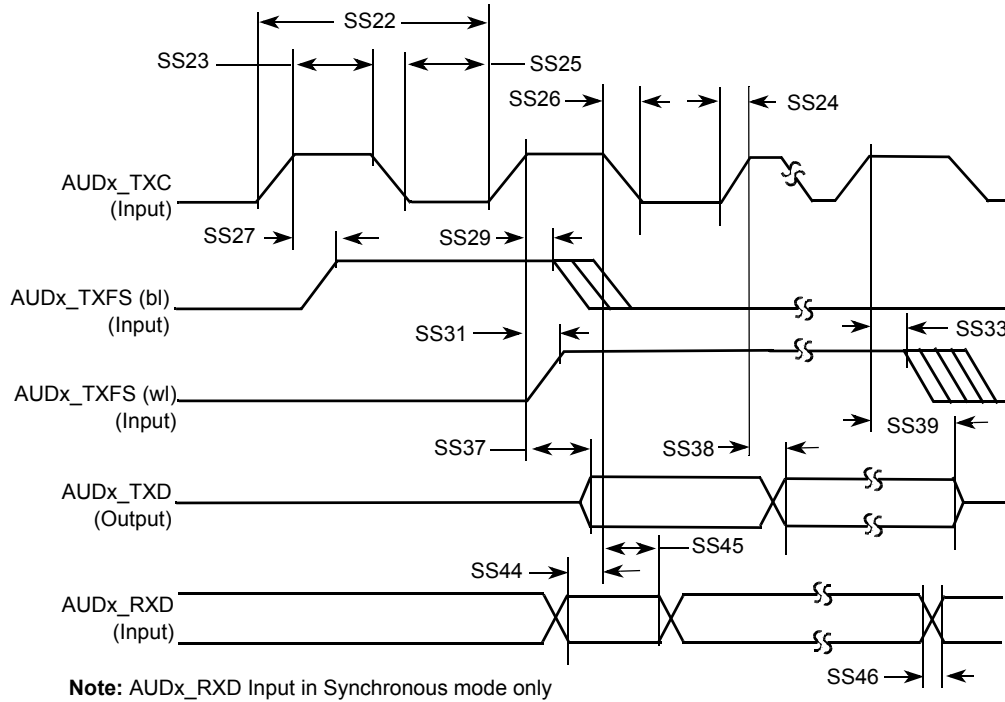 SS22
SS23
SS25
SS26
SS24
AUDx_TXC
(Input)
SS27
SS29
AUDx_TXFS (bl)
(Input)
SS31
SS33
AUDx_TXFS (wl)
(Input)
SS39
SS37
SS38
AUDx_TXD
(Output)
SS45
SS44
AUDx_RXD
(Input)
SS46
Note: AUDx_RXD Input in Synchronous mode only